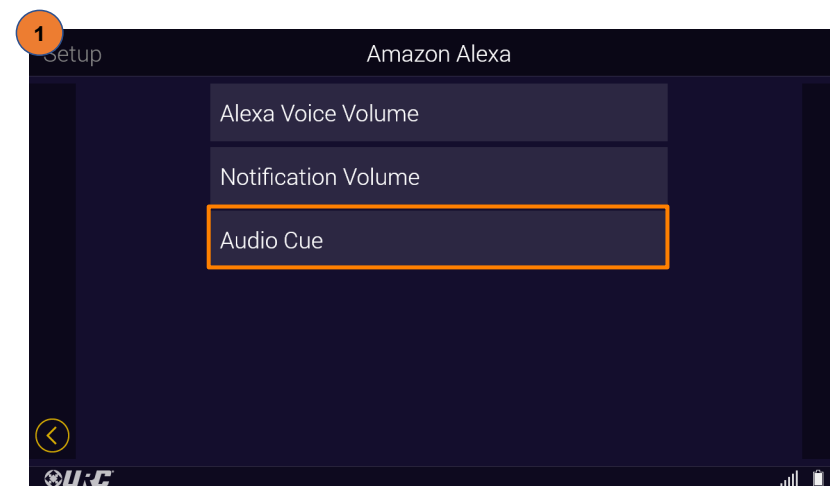 1
Setup
Amazon Alexa
Alexa Voice Volume
Notification Volume
Audio Cue
URC